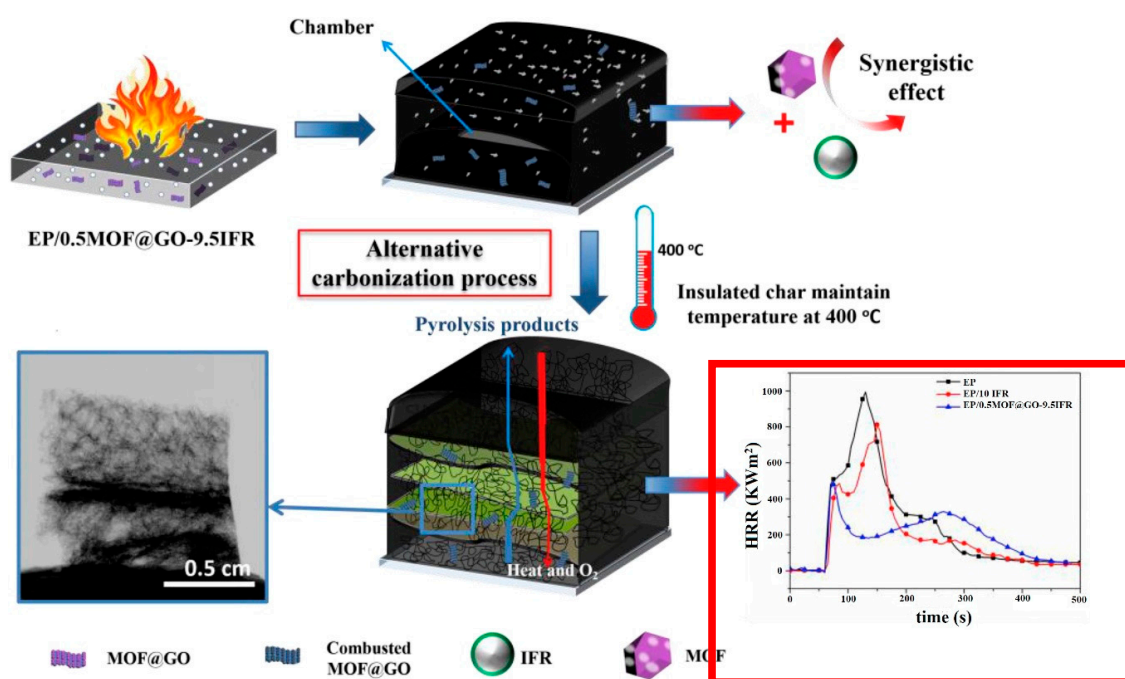 Chamber
Synergistic
effect
+
EP/0.5MOF@GO-9.5IFR
Alternative
carbonization process
400 °C
Insulated char maintain
temperature at 400 °C
Pyrolysis products
Heat and O₂
0.5 cm
EP
EP/10 IFR
EP/0.5MOF@GO-9.5IFR
HRR (KWm²)
1000
800
600
400
200
0
0 100 200 300 400 500
time (s)
MOF@GO
Combusted
MOF@GO
IFR
MOF